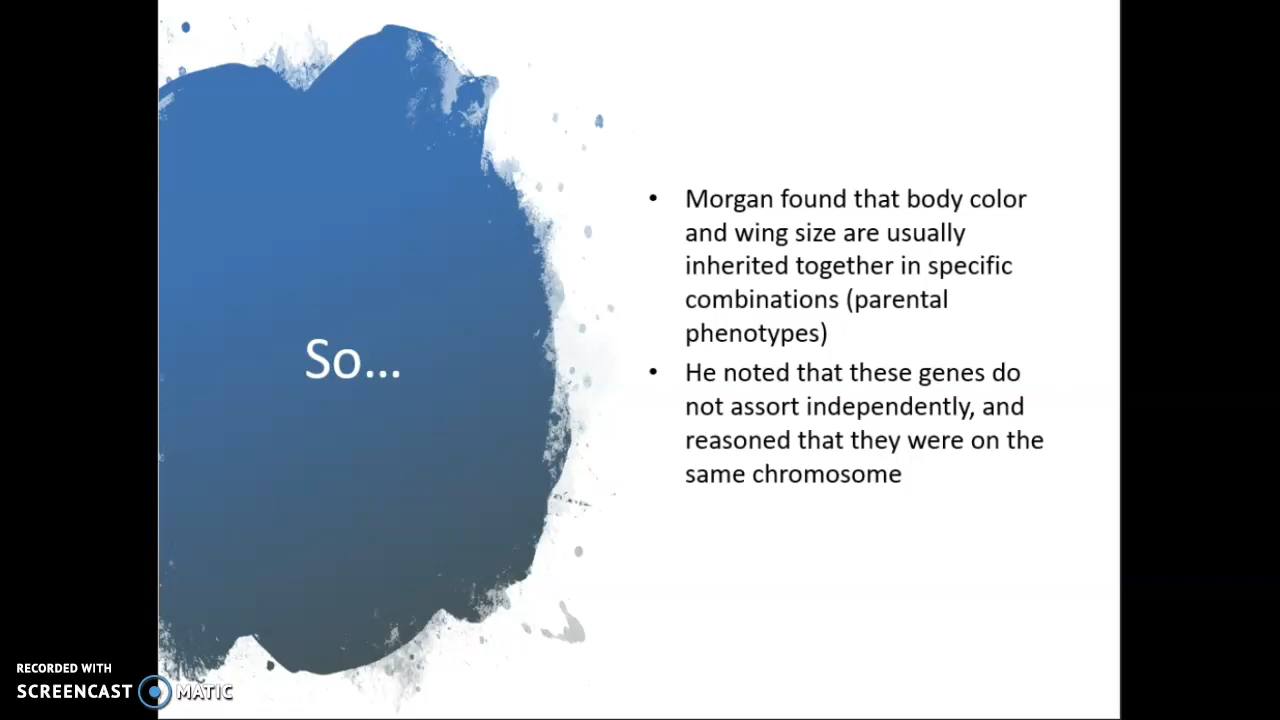 So...
• Morgan found that body color
and wing size are usually
inherited together in specific
combinations (parental
phenotypes)
• He noted that these genes do
not assort independently, and
reasoned that they were on the
same chromosome
RECORDED WITH
SCREENCAST MATIC